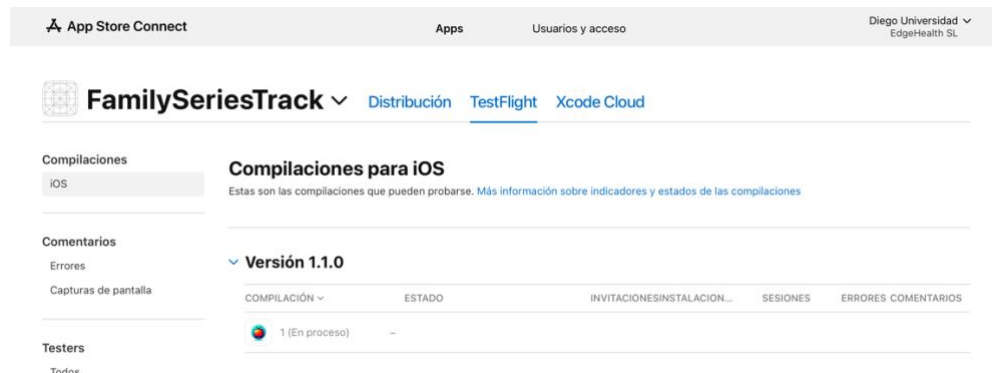 App Store Connect
Apps
Usuarios y acceso
Diego Universidad
EdgeHealth SL
FamilySeriesTrack
Distribución
TestFlight
Xcode Cloud
Compilaciones
iOS
Comentarios
Errores
Capturas de pantalla
Testers
Todos
Compilaciones para iOS
Estas son las compilaciones que pueden probarse. Más información sobre indicadores y estados de las compilaciones
Versión 1.1.0
COMPILACIÓN ESTADO INVITACIONESINSTALACION... SESIONES ERRORES COMENTARIOS
1 (En proceso) –